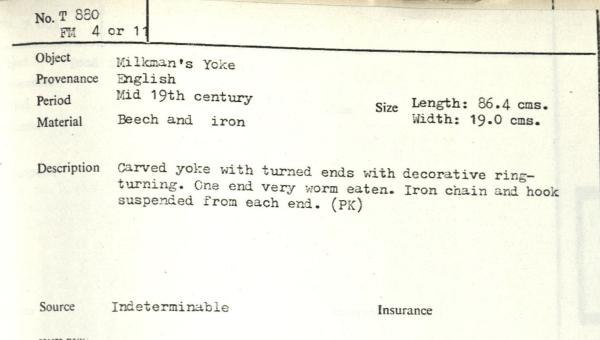 No. T 880
FM 4 or 11
Object Milkman's Yoke
Provenance English
Period Mid 19th century
Size Length: 86.4 cms.
Width: 19.0 cms.
Material Beech and iron
Description Carved yoke with turned ends with decorative ring-
turning. One end very worm eaten. Iron chain and hook
suspended from each end. (PK)
Source Indeterminable
Insurance